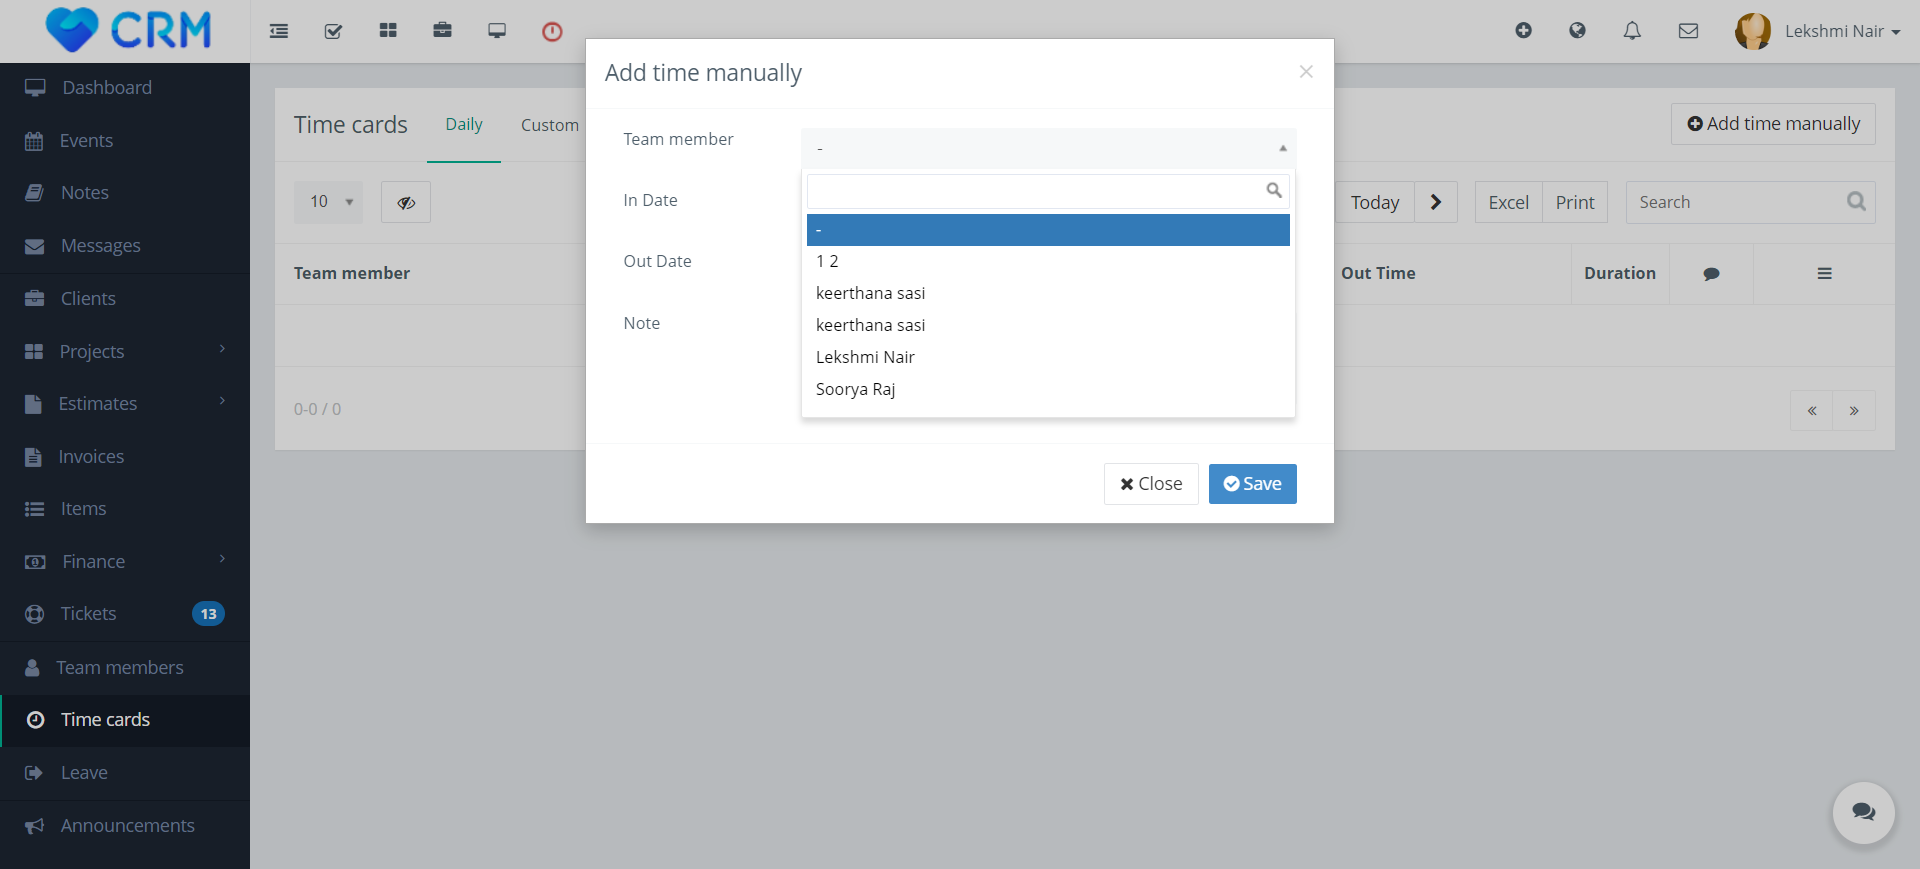 CRM
Lekshmi Nair
Dashboard
Events
Notes
Messages
Clients
Projects
Estimates
Invoices
Items
Finance
Tickets 13
Team members
Time cards
Leave
Announcements
Time cards Daily Custom
Add time manually
10
Today Excel Print Search
Team member Out Time Duration
0-0 / 0
« »
Add time manually
×
Team member -
In Date
Out Date
Note
-
1 2
keerthana sasi
keerthana sasi
Lekshmi Nair
Soorya Raj
Close Save